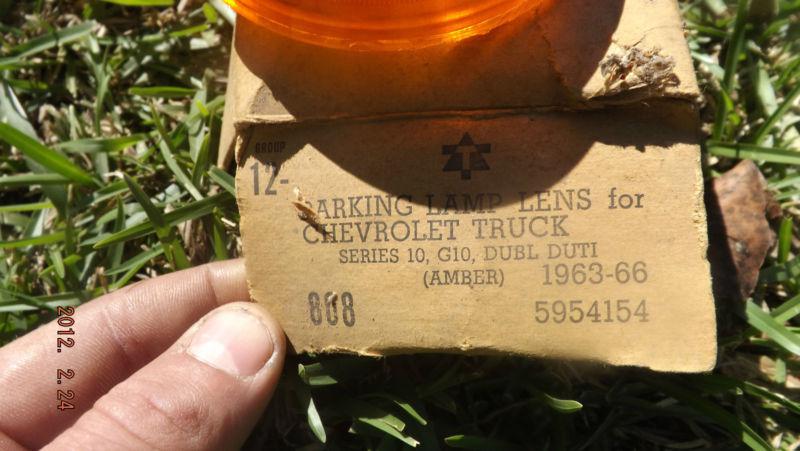 GROUP
12-
PARKING LAMP LENS for
CHEVROLET TRUCK
SERIES 10, G10, DUBL DUTI
(AMBER) 1963-66
808 5954154
2012. 2. 24